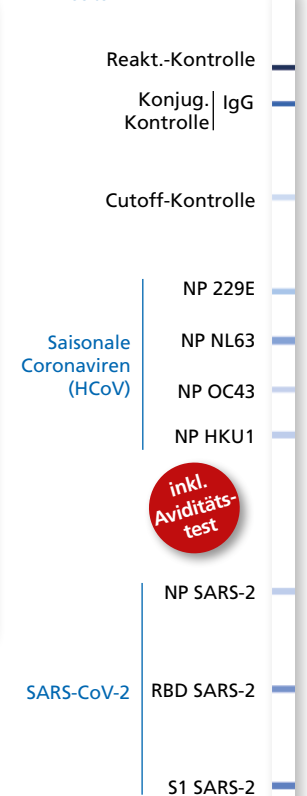 Reakt.-Kontrolle
Konjug. IgG
Kontrolle
Cutoff-Kontrolle
NP 229E
Saisonale
Coronaviren
(HCoV)
NP NL63
NP OC43
NP HKU1
inkl.
Aviditäts-
test
NP SARS-2
SARS-CoV-2
RBD SARS-2
S1 SARS-2